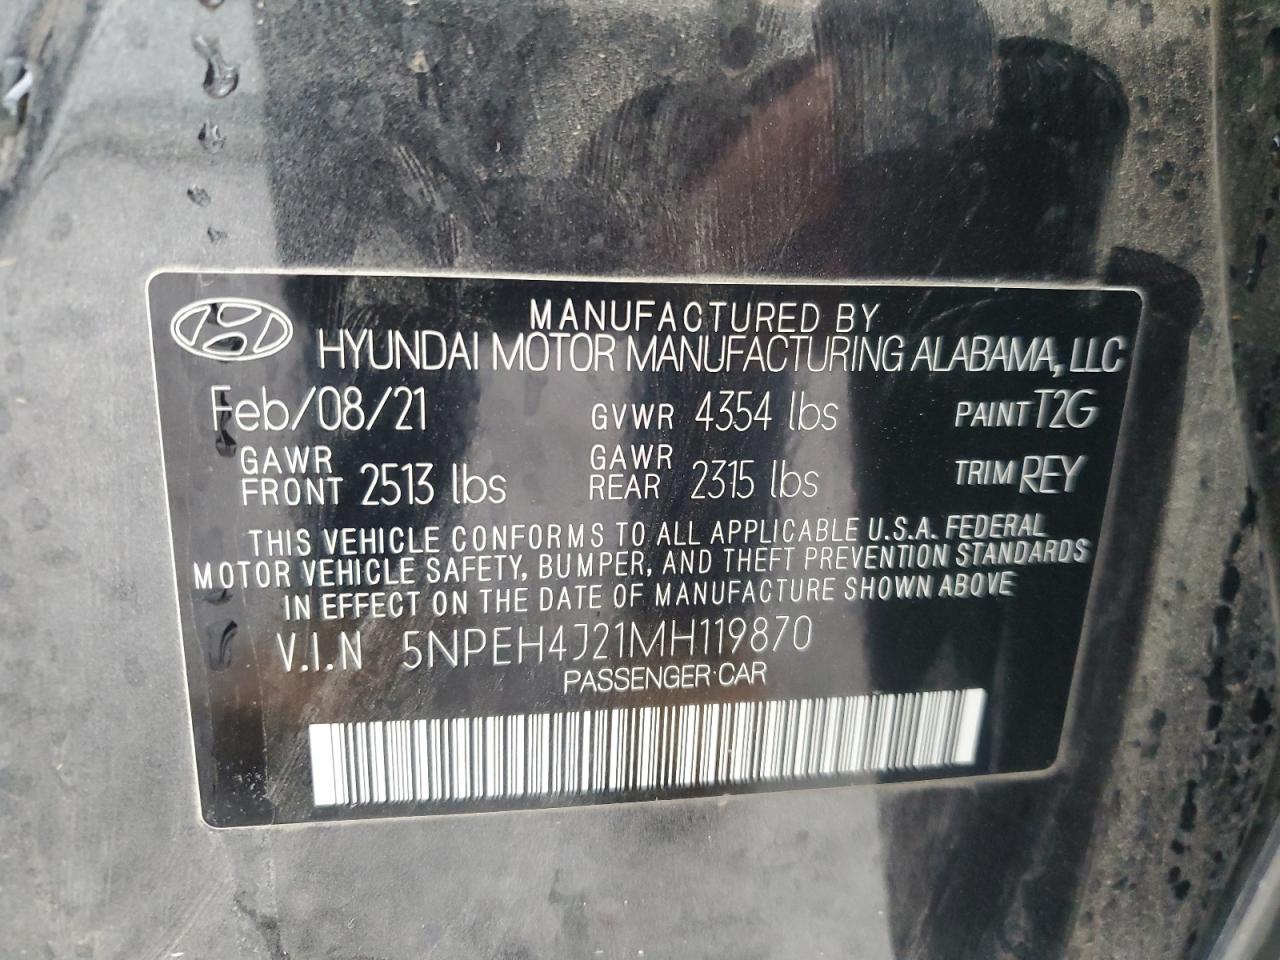 MANUFACTURED BY
HYUNDAI MOTOR MANUFACTURING ALABAMA, LLC
Feb/08/21 GVWR 4354 lbs PAINT T2G
GAWR FRONT 2513 lbs GAWR REAR 2315 lbs TRIM REY
THIS VEHICLE CONFORMS TO ALL APPLICABLE U.S.A. FEDERAL
MOTOR VEHICLE SAFETY, BUMPER, AND THEFT PREVENTION STANDARDS
IN EFFECT ON THE DATE OF MANUFACTURE SHOWN ABOVE
V.I.N 5NPEH4J21MH119870
PASSENGER CAR